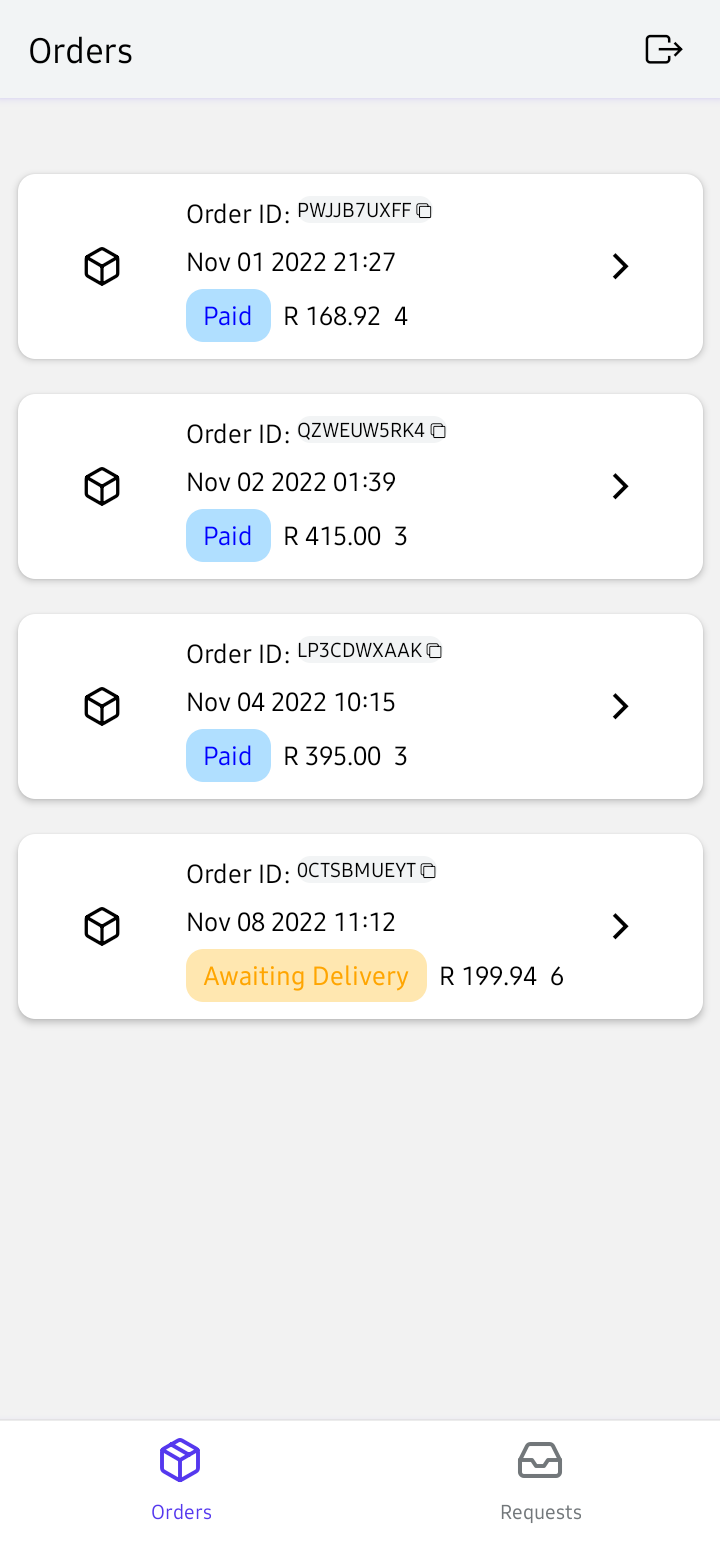 Orders
Order ID: PWJJB7UXFF
Nov 01 2022 21:27
Paid R 168.92 4
Order ID: QZWEUW5RK4
Nov 02 2022 01:39
Paid R 415.00 3
Order ID: LP3CDWXAAK
Nov 04 2022 10:15
Paid R 395.00 3
Order ID: 0CTSBMUEYT
Nov 08 2022 11:12
Awaiting Delivery R 199.94 6
Orders Requests